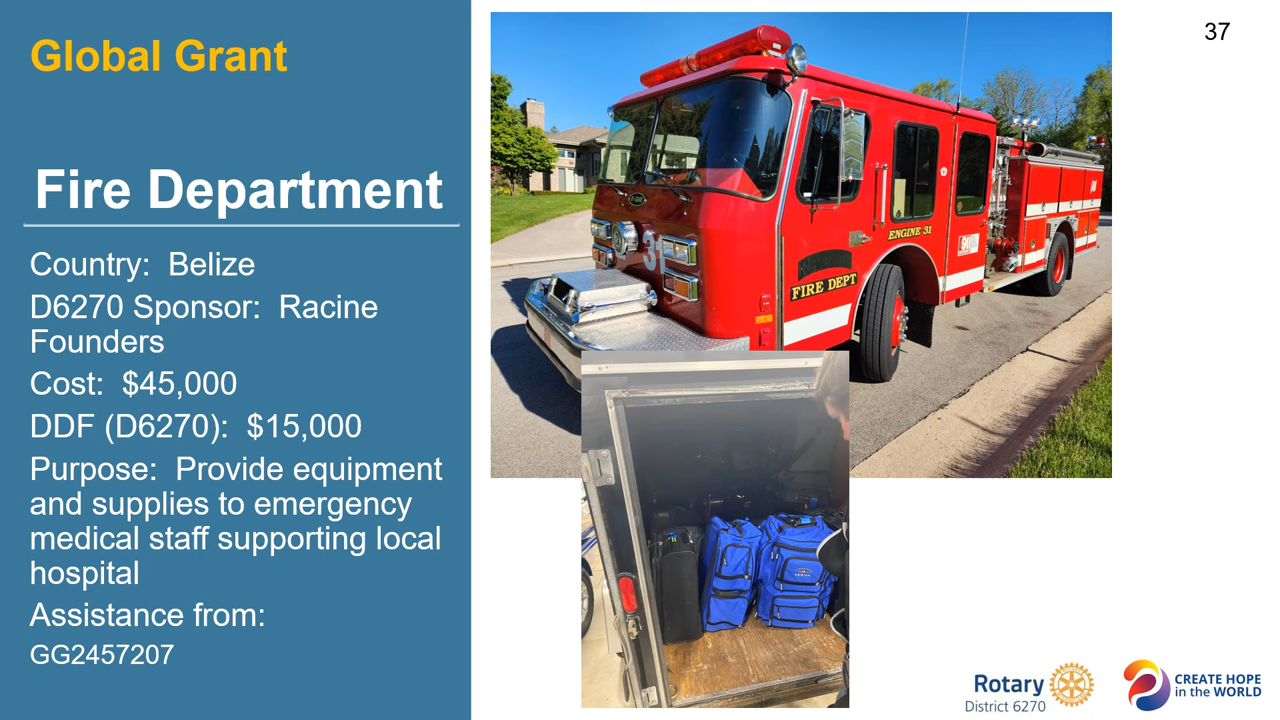 Global Grant
37
Fire Department
Country:  Belize
D6270 Sponsor:  Racine
Founders
Cost:  $45,000
DDF (D6270):  $15,000
Purpose:  Provide equipment
and supplies to emergency
medical staff supporting local
hospital
Assistance from:
GG2457207
31
ENGINE 31
FIRE DEPT
Rotary
District 6270
CREATE HOPE
in the WORLD